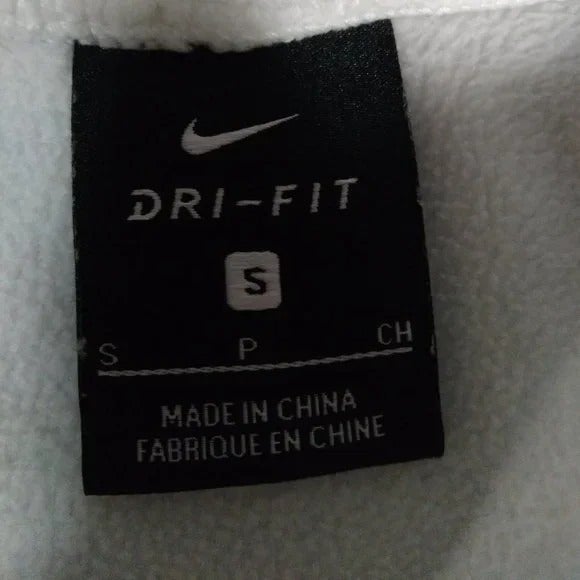 DRI-FIT
S
S P CH
MADE IN CHINA
FABRIQUE EN CHINE